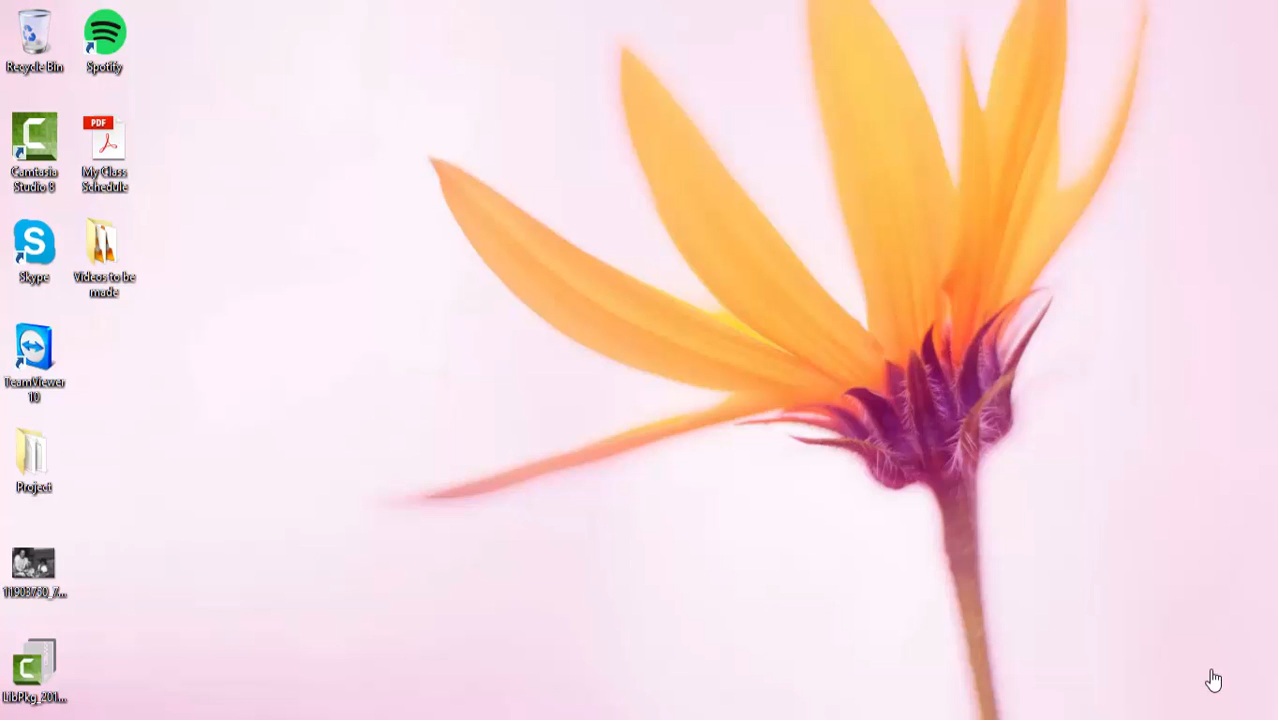 Recycle Bin
Spotify
Camtasia
Studio 8
PDF
My Class
Schedule
Skype
Videos to be
made
TeamViewer
10
Project
11903750_7...
LibPkg_201...